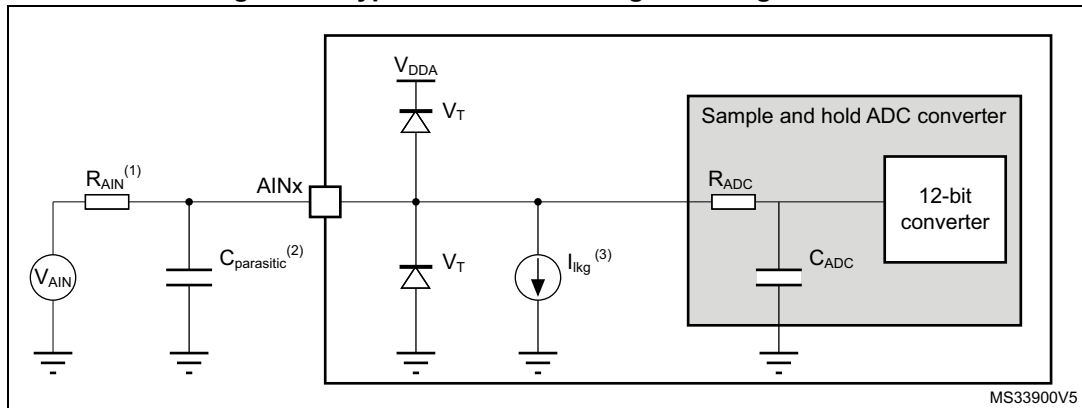 V_DDA
V_T
Sample and hold ADC converter
R_AIN(1)
AINx
R_ADC
12-bit
converter
V_AIN
C_parasitic(2)
V_T
I_lkg(3)
C_ADC
MS33900V5